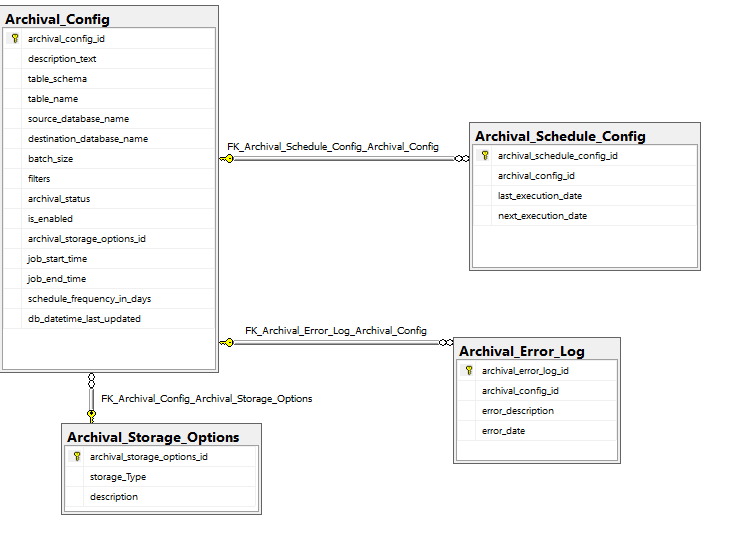 Archival_Config
archival_config_id
description_text
table_schema
table_name
source_database_name
destination_database_name
batch_size
filters
archival_status
is_enabled
archival_storage_options_id
job_start_time
job_end_time
schedule_frequency_in_days
db_datetime_last_updated
FK_Archival_Schedule_Config_Archival_Config
Archival_Schedule_Config
archival_schedule_config_id
archival_config_id
last_execution_date
next_execution_date
FK_Archival_Error_Log_Archival_Config
Archival_Error_Log
archival_error_log_id
archival_config_id
error_description
error_date
FK_Archival_Config_Archival_Storage_Options
Archival_Storage_Options
archival_storage_options_id
storage_Type
description